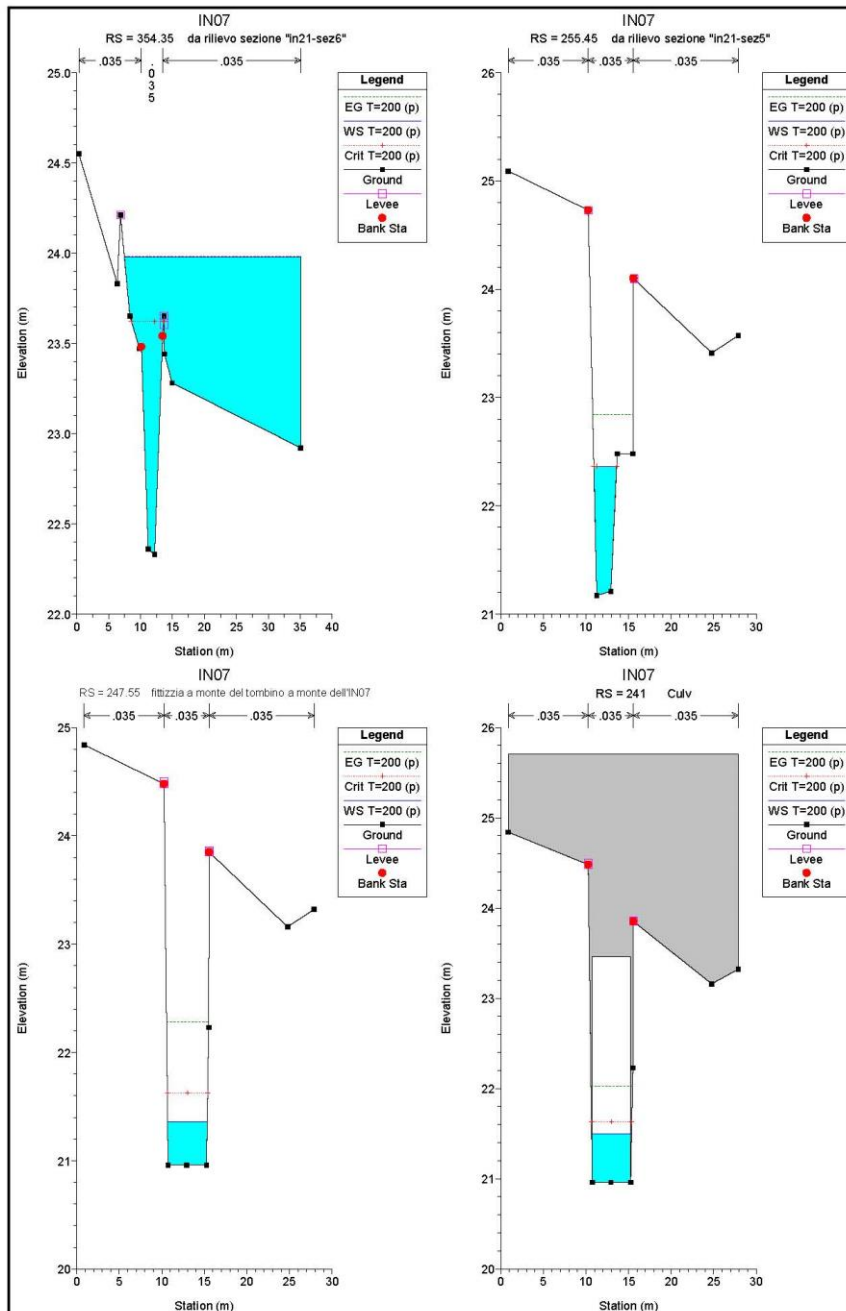 IN07
RS = 354.35 da rilievo sezione "in21-sez6"
.035
.035
.035
Legend
EG T=200 (p)
WS T=200 (p)
Crit T=200 (p)
Ground
Levee
Bank Sta
25.0
24.5
24.0
23.5
23.0
22.5
22.0
Elevation (m)
0 5 10 15 20 25 30 35 40
Station (m)
IN07
RS = 255.45 da rilievo sezione "in21-sez5"
.035 .035 .035
Legend
EG T=200 (p)
WS T=200 (p)
Crit T=200 (p)
Ground
Levee
Bank Sta
26
25
24
23
22
21
Elevation (m)
0 5 10 15 20 25 30
Station (m)
IN07
RS = 247.55 fittizzia a monte del tombino a monte dell'IN07
.035 .035 .035
Legend
EG T=200 (p)
Crit T=200 (p)
WS T=200 (p)
Ground
Levee
Bank Sta
25
24
23
22
21
20
Elevation (m)
0 5 10 15 20 25 30
Station (m)
IN07
RS = 241 Culv
.035 .035 .035
Legend
EG T=200 (p)
Crit T=200 (p)
WS T=200 (p)
Ground
Levee
Bank Sta
26
25
24
23
22
21
20
Elevation (m)
0 5 10 15 20 25 30
Station (m)